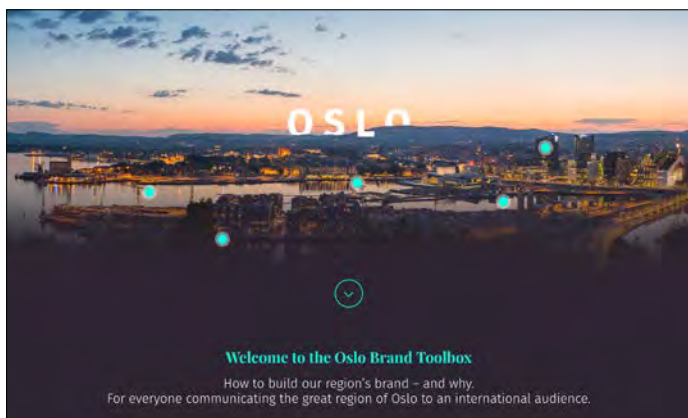 OSLO
Welcome to the Oslo Brand Toolbox
How to build our region's brand – and why.
For everyone communicating the great region of Oslo to an international audience.